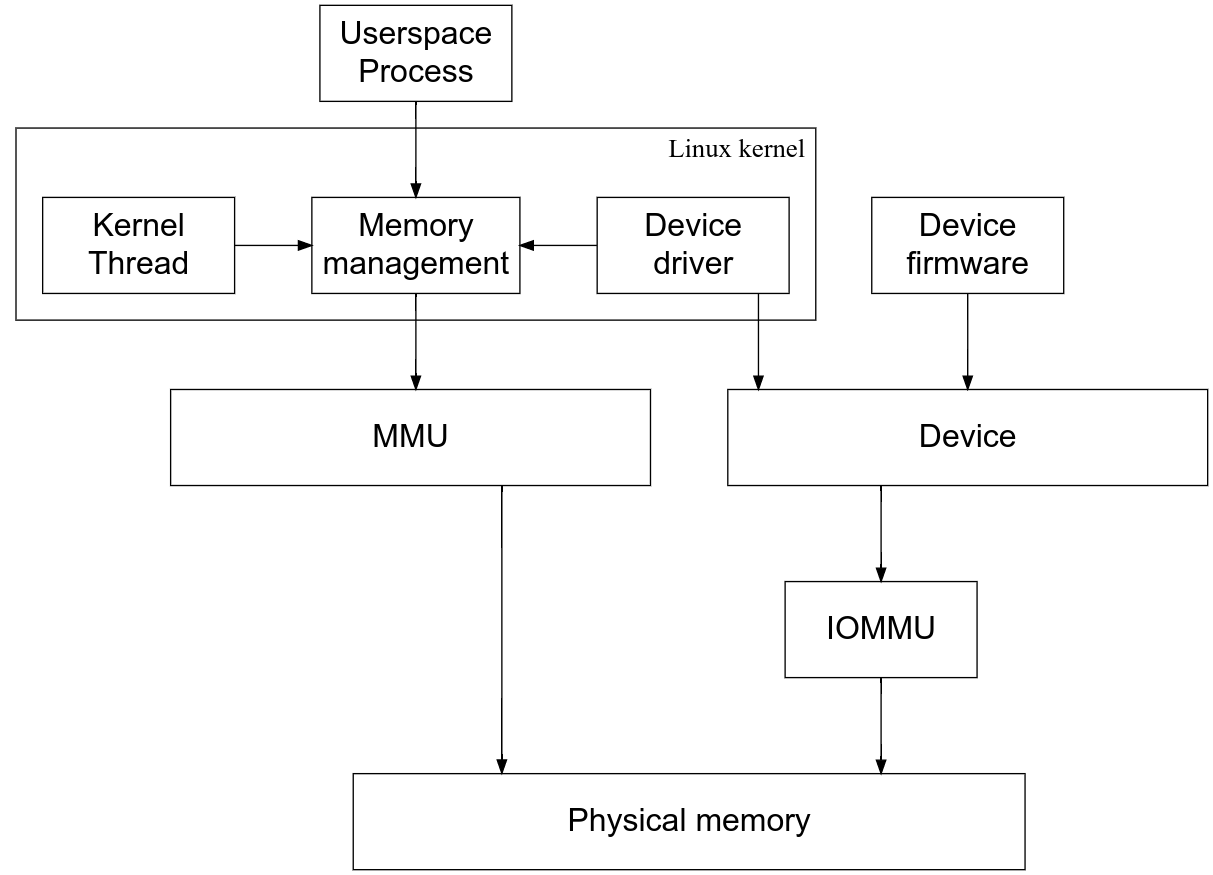 Userspace
Process
Linux kernel
Kernel
Thread
Memory
management
Device
driver
Device
firmware
MMU
Device
IOMMU
Physical memory